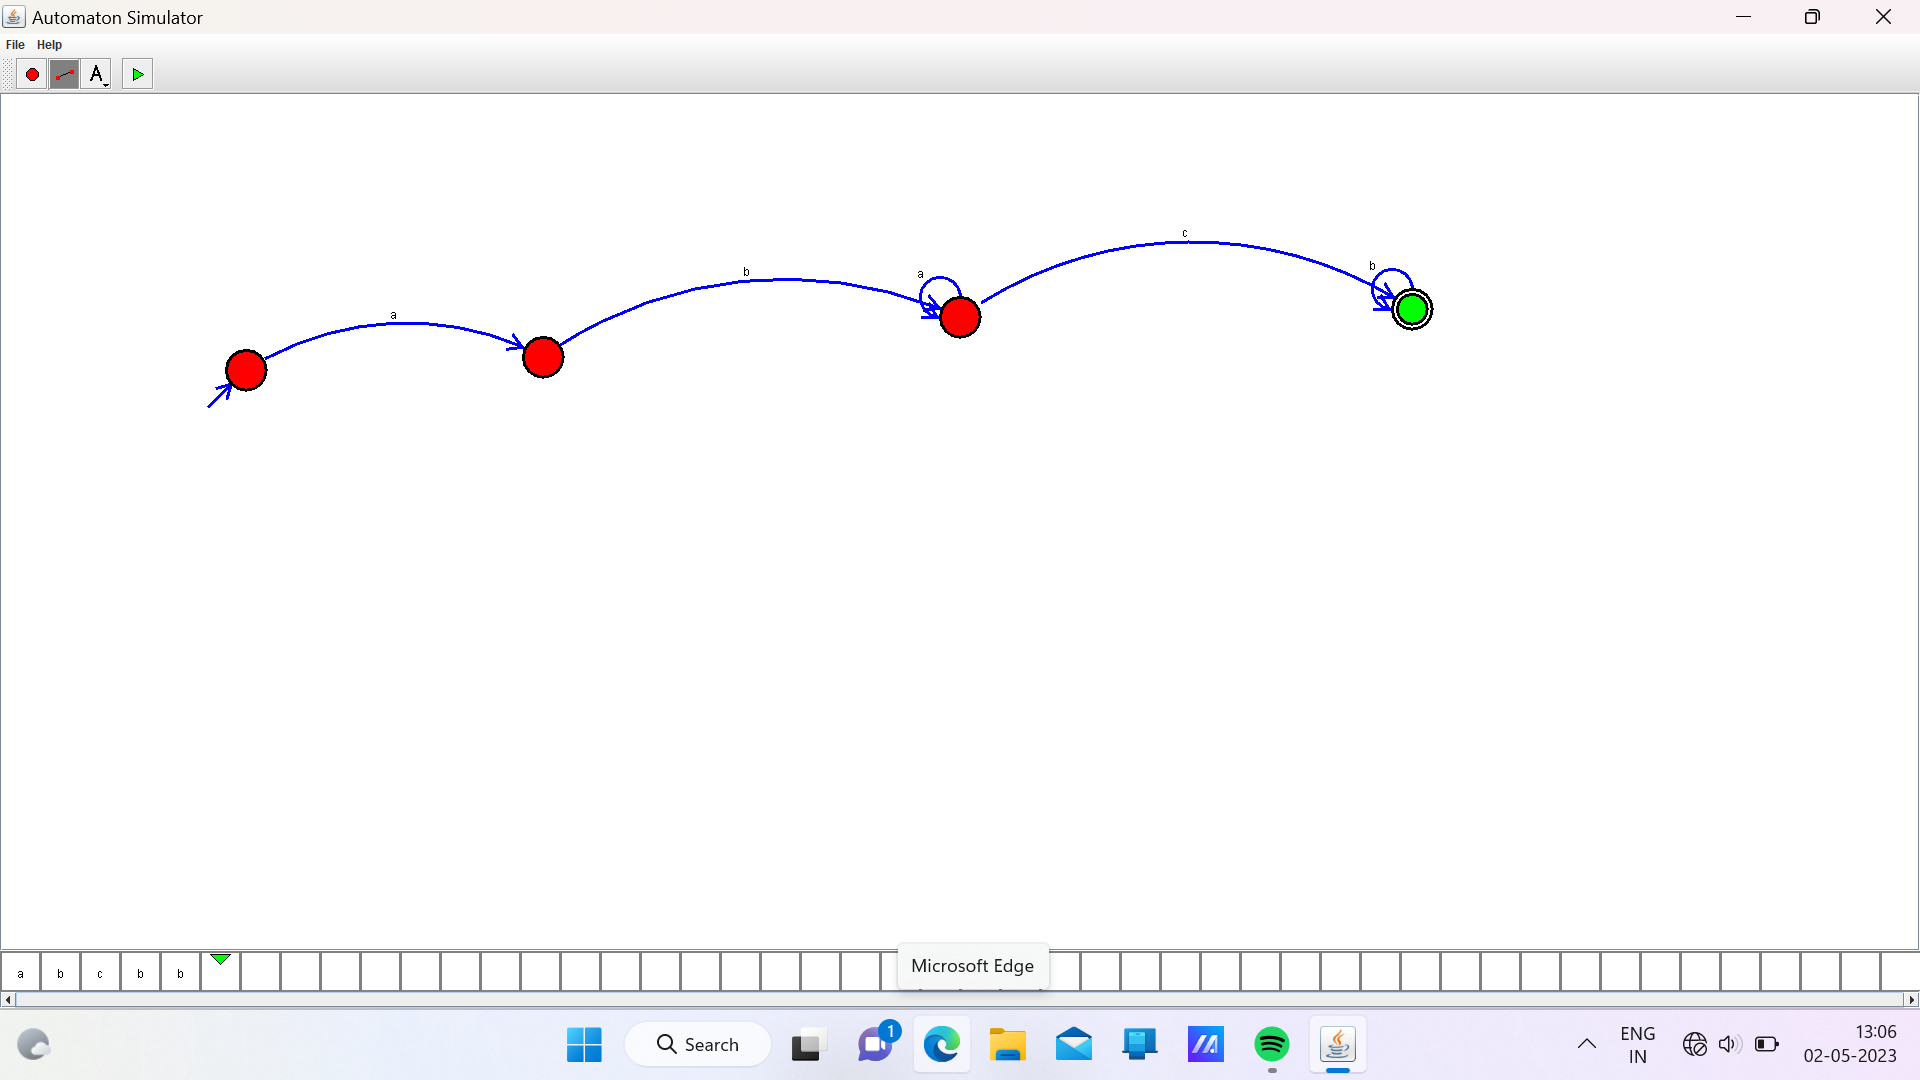 Automaton Simulator
File Help
A
c
b
b
a
a
a b c b b
Microsoft Edge
1
Search
ENG
IN
13:06
02-05-2023